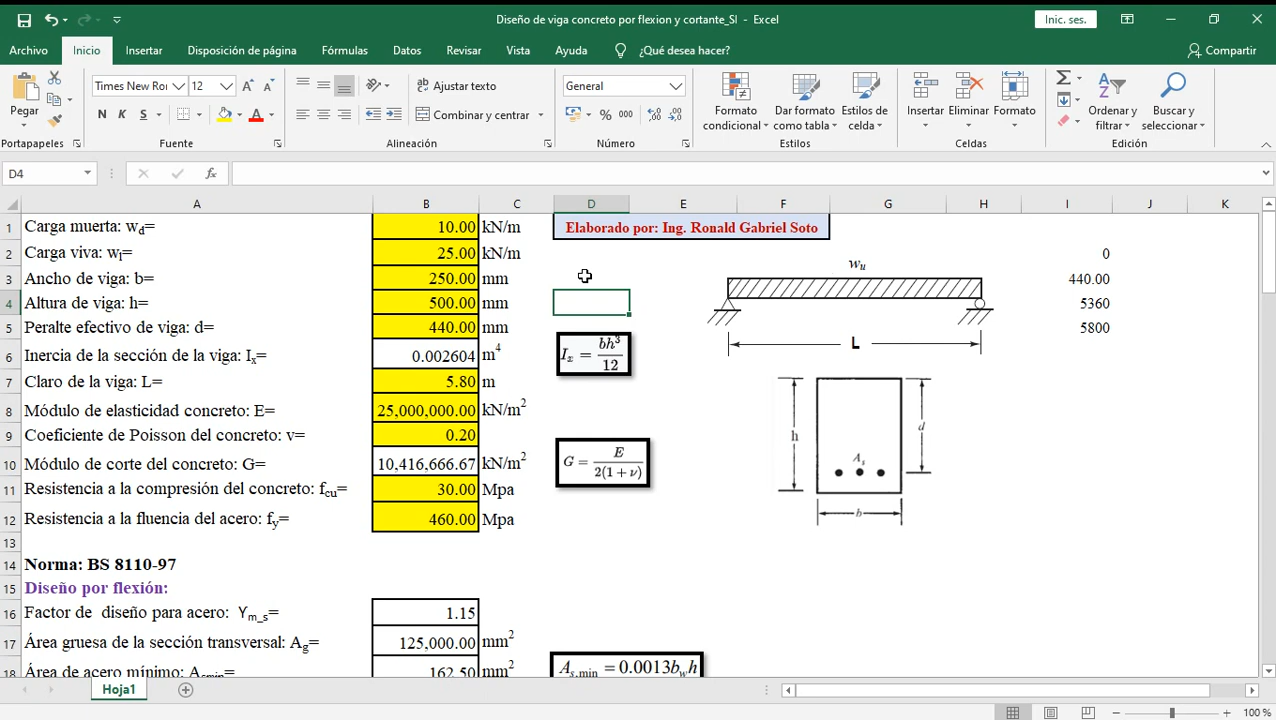 Diseño de viga concreto por flexion y cortante_SI - Excel
Inic. ses.
Archivo Inicio Insertar Disposición de página Fórmulas Datos Revisar Vista Ayuda ¿Qué desea hacer? Compartir
Times New Ror 12 A A Ajustar texto General
Pegar N K S A Combinar y centrar % 000
Formato condicional Dar formato como tabla Estilos de celda Insertar Eliminar Formato Ordenar y filtrar Buscar y seleccionar
Portapapeles Fuente Alineación Número Estilos Celdas Edición
D4 fx
A B C D E F G H I J K
1 Carga muerta: wd= 10.00 kN/m Elaborado por: Ing. Ronald Gabriel Soto
2 Carga viva: wl= 25.00 kN/m wu 0
3 Ancho de viga: b= 250.00 mm 440.00
4 Altura de viga: h= 500.00 mm 5360
5 Peralte efectivo de viga: d= 440.00 mm L 5800
6 Inercia de la sección de la viga: Ix= 0.002604 m4 Ix = bh³/12
7 Claro de la viga: L= 5.80 m
8 Módulo de elasticidad concreto: E= 25,000,000.00 kN/m2
9 Coeficiente de Poisson del concreto: v= 0.20 h d
10 Módulo de corte del concreto: G= 10,416,666.67 kN/m2 G = E/2(1+ν) As
11 Resistencia a la compresión del concreto: fcu= 30.00 Mpa
12 Resistencia a la fluencia del acero: fy= 460.00 Mpa b
13
14 Norma: BS 8110-97
15 Diseño por flexión:
16 Factor de diseño para acero: Ym_s= 1.15
17 Área gruesa de la sección transversal: Ag= 125,000.00 mm2
18 Área de acero mínimo: Asmin= 162.50 mm2 As,min = 0.0013bwh
Hoja1
100 %